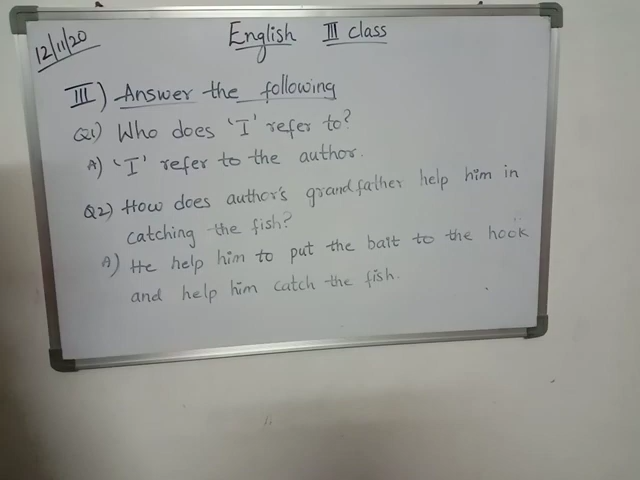 12/11/20
English III class
III) Answer the following
Q1) Who does 'I' refer to?
A) 'I' refer to the author.
Q2) How does author's grandfather help him in
catching the fish?
A) He help him to put the bait to the hook
and help him catch the fish.